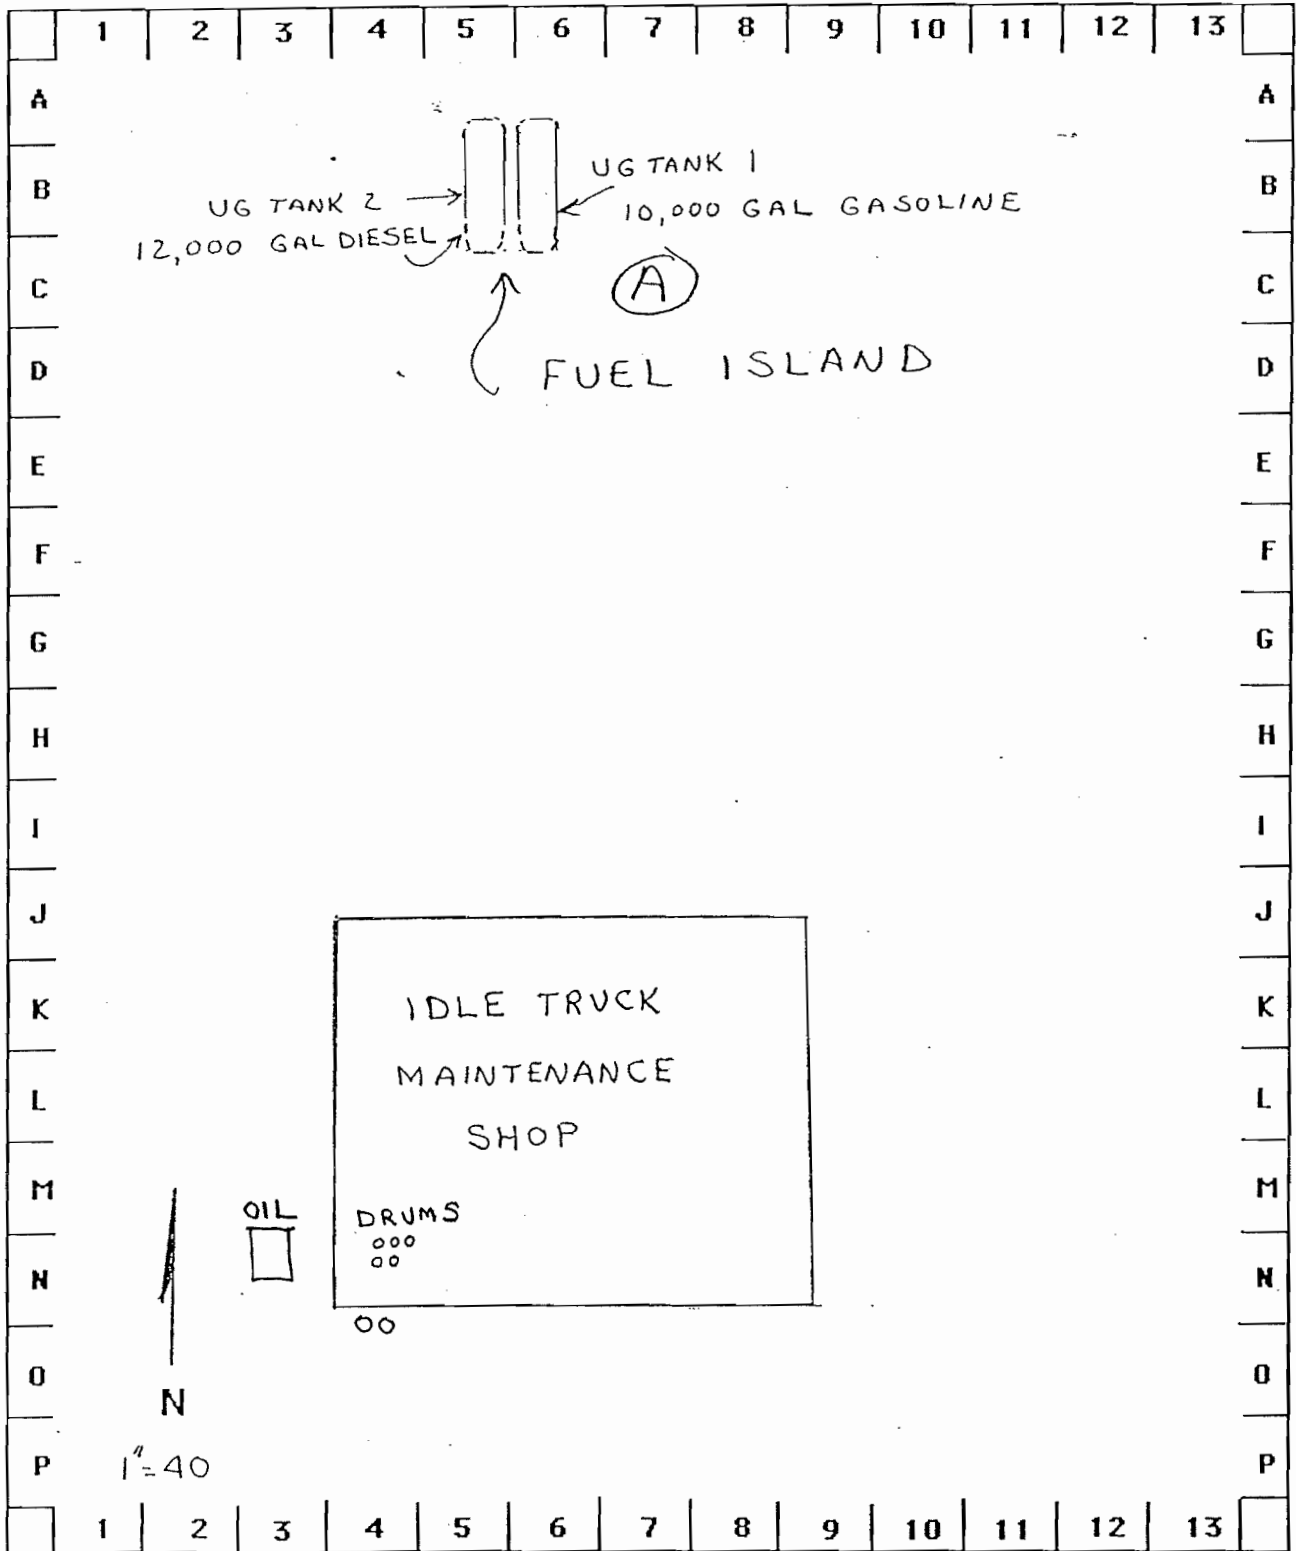 1 2 3 4 5 6 7 8 9 10 11 12 13
A A
B B
UG TANK 1
10,000 GAL GASOLINE
UG TANK 2
12,000 GAL DIESEL
C C
A
D D
FUEL ISLAND
E E
F F
G G
H H
I I
J J
K K
IDLE TRUCK
MAINTENANCE
SHOP
L L
M M
OIL
DRUMS
N N
O O
N
P P
1"=40
1 2 3 4 5 6 7 8 9 10 11 12 13